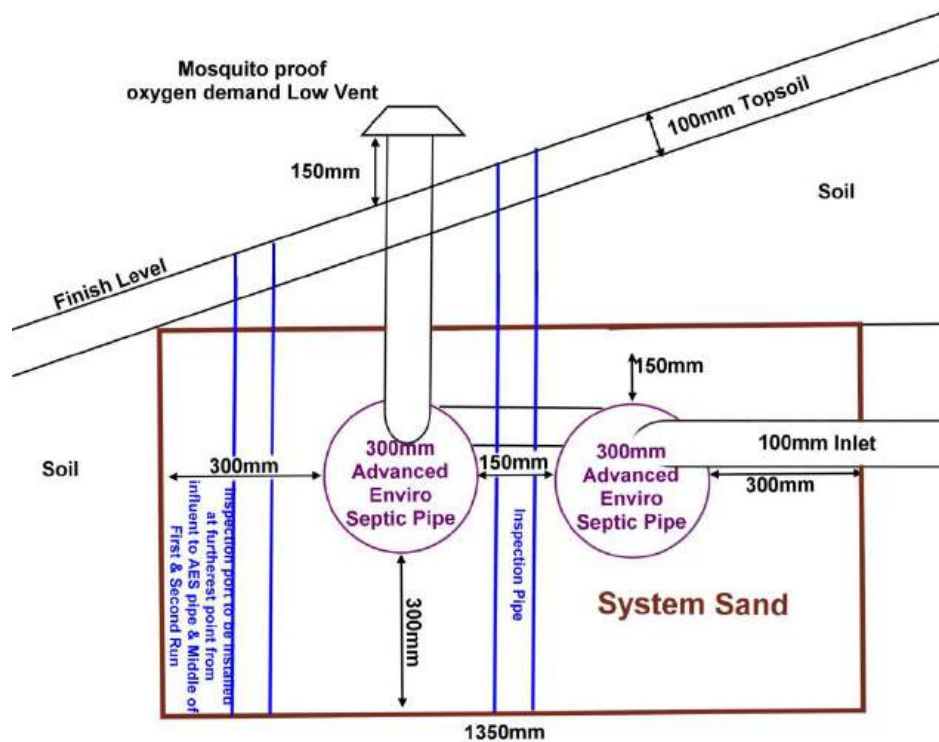 Mosquito proof
oxygen demand Low Vent
150mm
100mm Topsoil
Soil
Finish Level
150mm
Soil
300mm
300mm
Advanced
Enviro
Septic Pipe
150mm
300mm
Advanced
Enviro
Septic Pipe
100mm Inlet
300mm
Inspection port to be installed
at furtherest point from
influent to AES pipe & Middle of
First & Second Run
300mm
Inspection Pipe
System Sand
1350mm